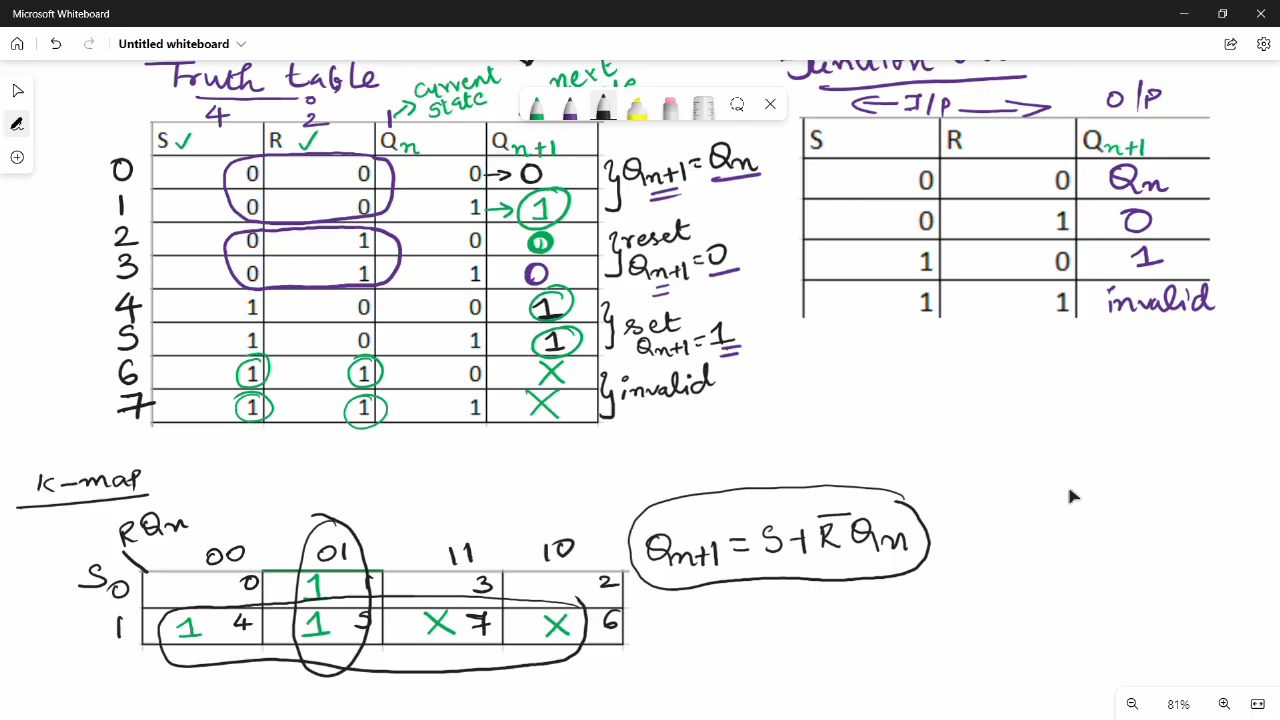 Microsoft Whiteboard
Untitled whiteboard
Truth table
4 2 1
0
current state
next
I/P O/P
S R Qn Qn+1
0 0 0 0 0
1 0 0 1 1
2 0 1 0 0
3 0 1 1 0
4 1 0 0 1
5 1 0 1 1
6 1 1 0 X
7 1 1 1 X
Qn+1 = Qn
reset
Qn+1 = 0
set
Qn+1 = 1
invalid
S R Qn+1
0 0 Qn
0 1 0
1 0 1
1 1 invalid
K-map
RQn
S 00 01 11 10
0 0 1 1 3 2
1 1 4 1 5 X 7 X 6
Qn+1 = S + R̅ Qn
81%